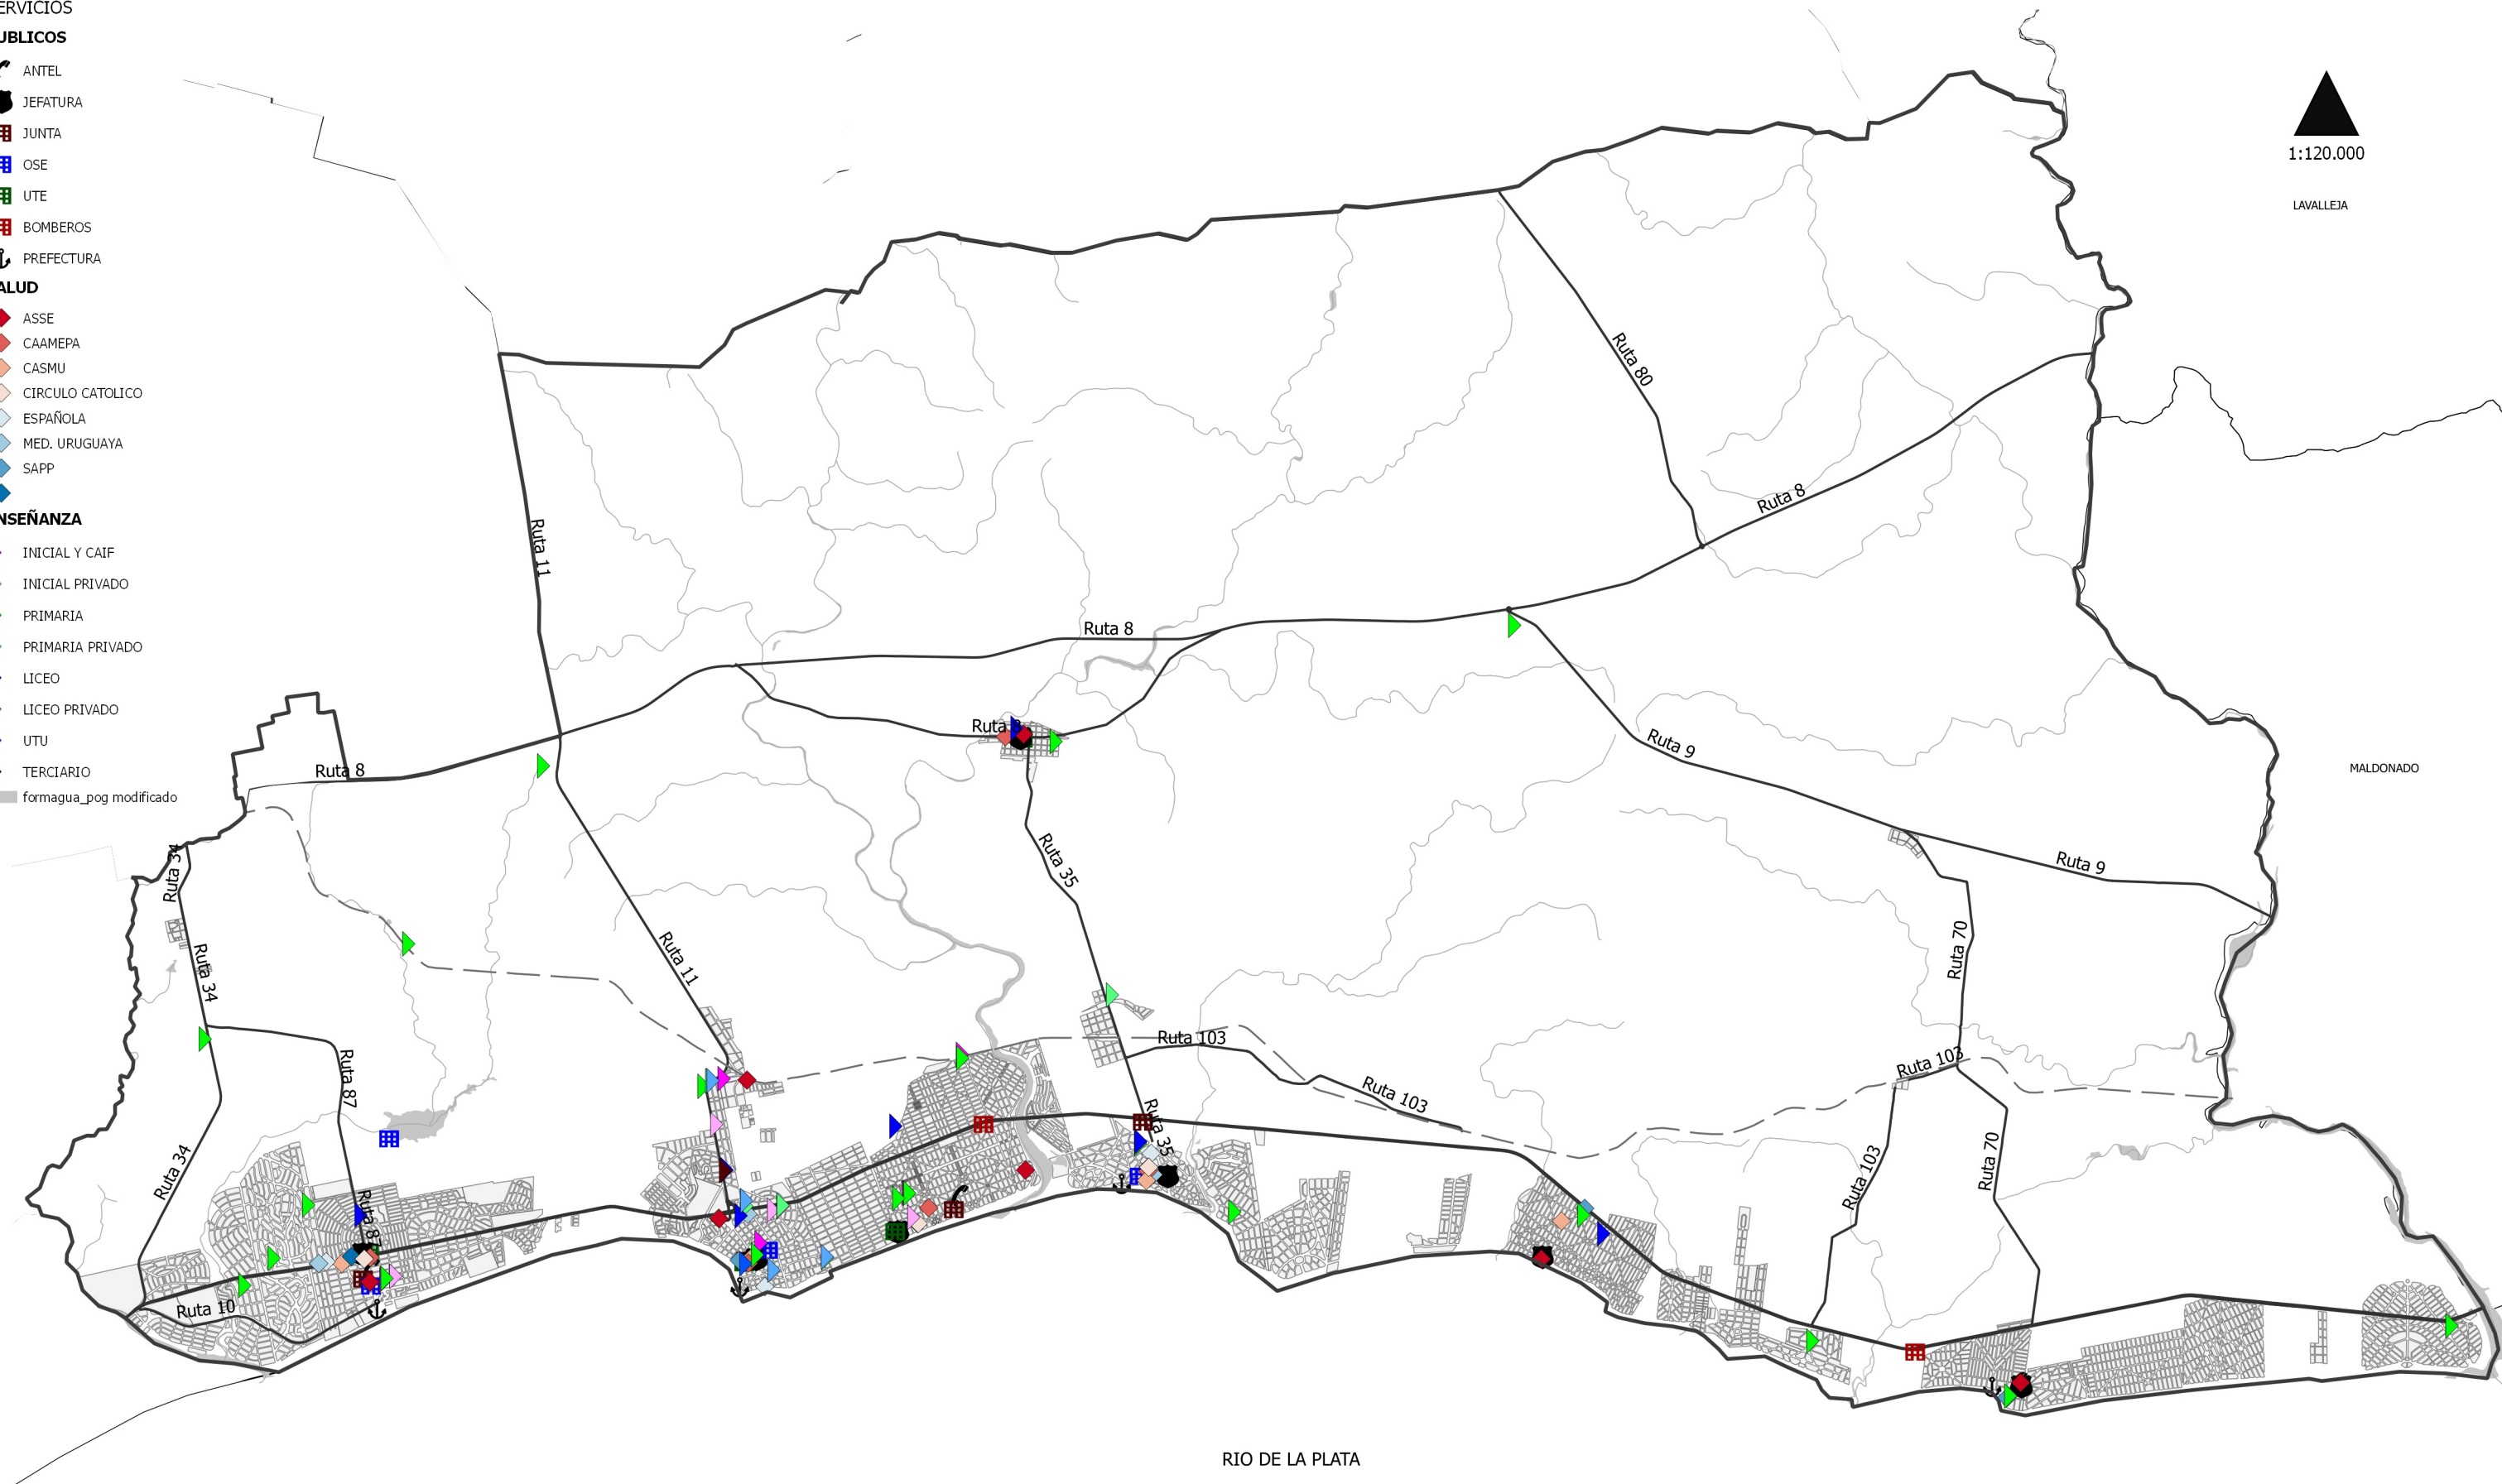 ERVICIOS
UBLICOS
ANTEL
JEFATURA
JUNTA
OSE
UTE
BOMBEROS
PREFECTURA
ALUD
ASSE
CAAMEPA
CASMU
CIRCULO CATOLICO
ESPAÑOLA
MED. URUGUAYA
SAPP
NSEÑANZA
INICIAL Y CAIF
INICIAL PRIVADO
PRIMARIA
PRIMARIA PRIVADO
LICEO
LICEO PRIVADO
UTU
TERCIARIO
formagua_pog modificado
1:120.000
LAVALLEJA
MALDONADO
Ruta 80
Ruta 8
Ruta 11
Ruta 8
Ruta 8
Ruta 8
Ruta 9
Ruta 9
Ruta 34
Ruta 35
Ruta 11
Ruta 34
Ruta 70
Ruta 87
Ruta 103
Ruta 103
Ruta 103
Ruta 35
Ruta 34
Ruta 103
Ruta 70
Ruta 87
Ruta 10
RIO DE LA PLATA